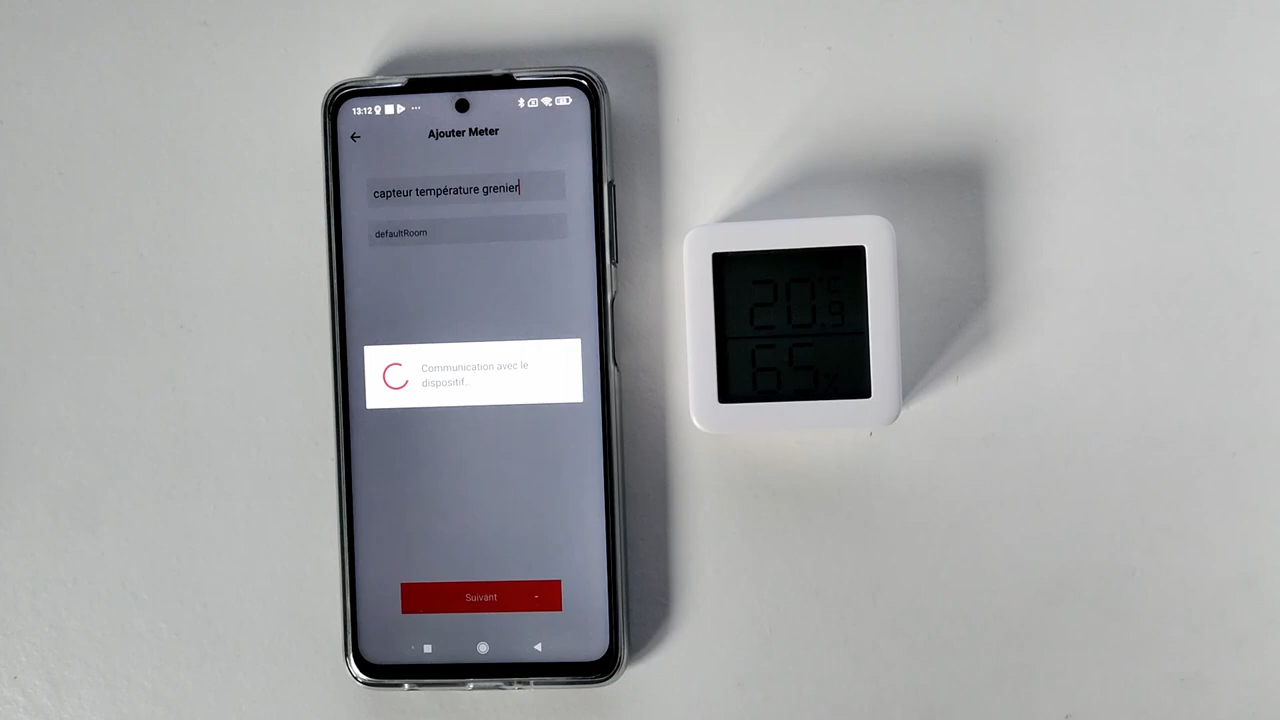 13:12
Ajouter Meter
capteur température grenier
defaultRoom
Communication avec le
dispositif..
Suivant
20.9 °C
65%